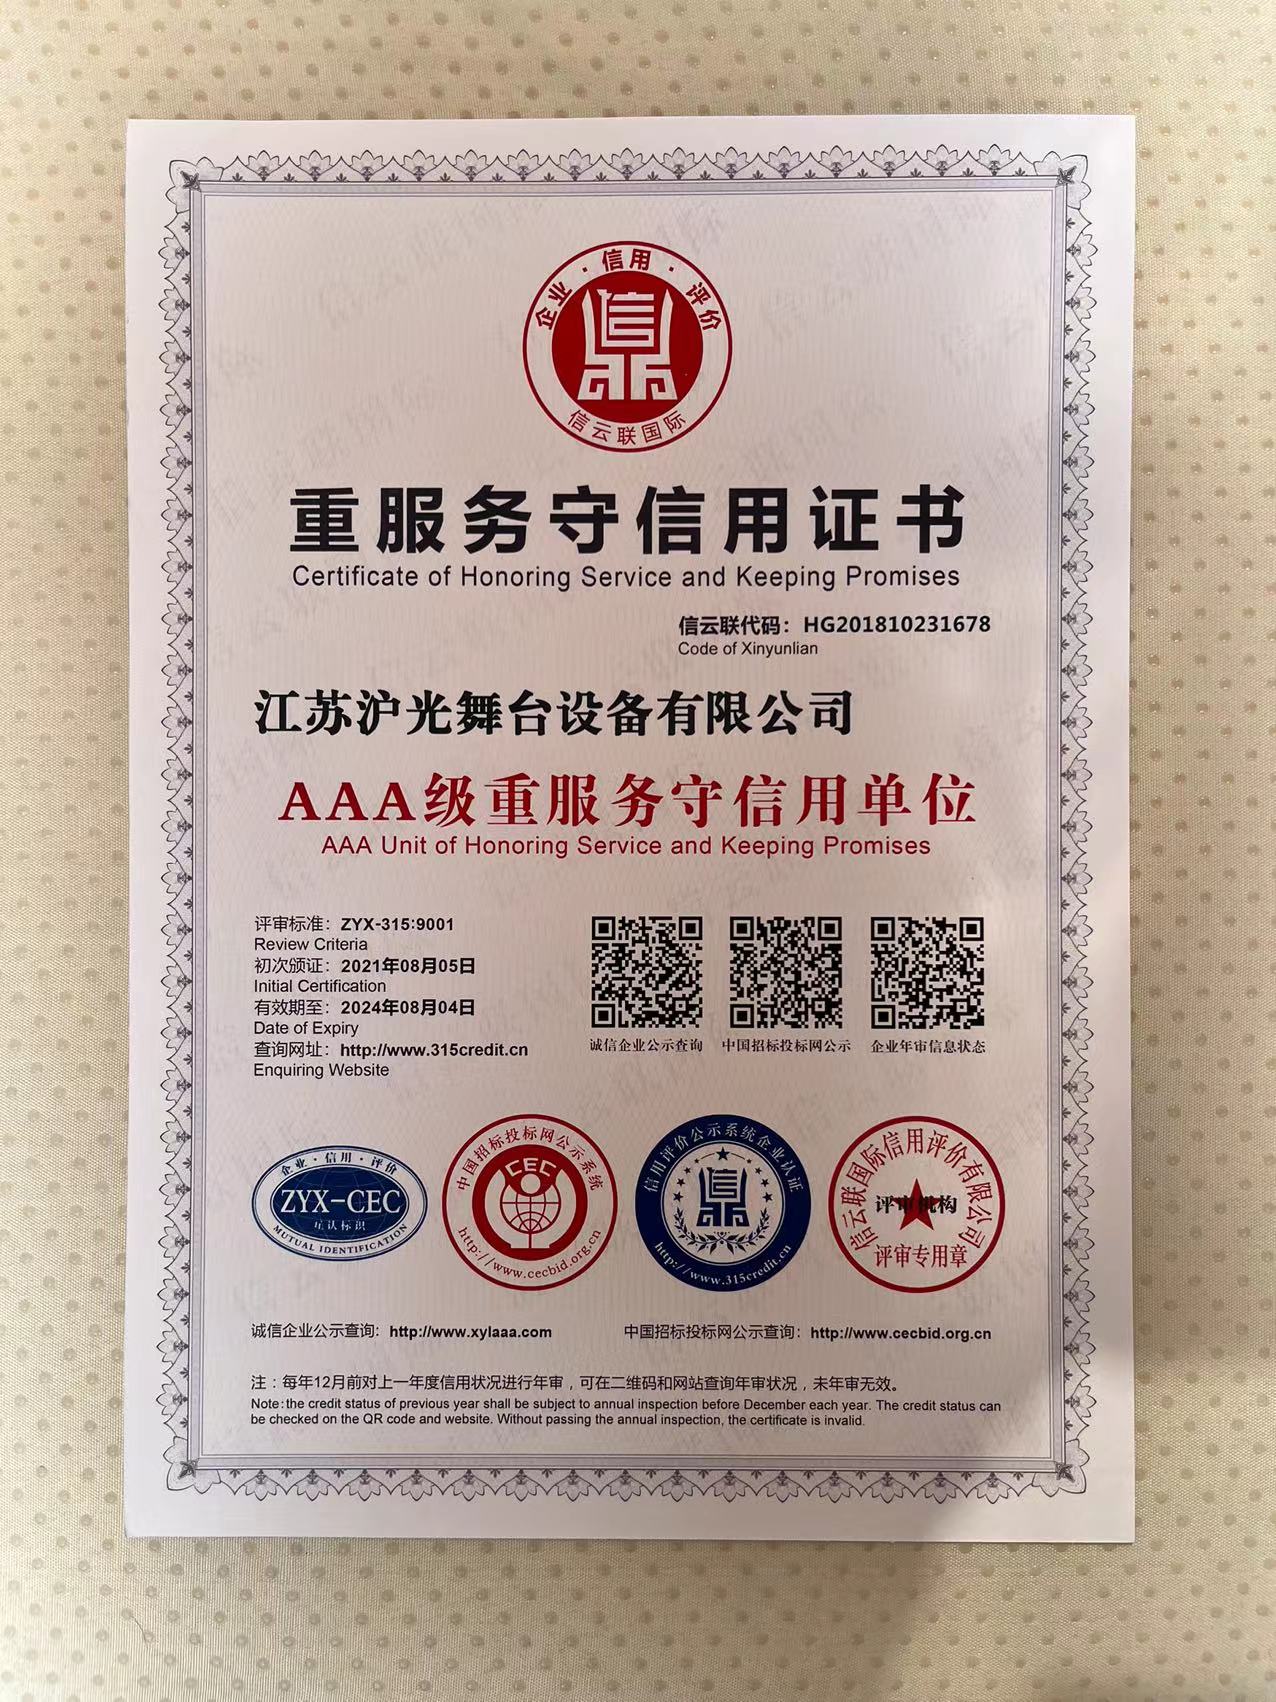 企业·信用·评价
信云联国际
重服务守信用证书
Certificate of Honoring Service and Keeping Promises
信云联代码：HG201810231678
Code of Xinyunlian
江苏沪光舞台设备有限公司
AAA级重服务守信用单位
AAA Unit of Honoring Service and Keeping Promises
评审标准：ZYX-315:9001
Review Criteria
初次颁证：2021年08月05日
Initial Certification
有效期至：2024年08月04日
Date of Expiry
查询网址：http://www.315credit.cn
Enquiring Website
诚信企业公示查询
中国招标投标网公示
企业年审信息状态
企业·信用·评价
ZYX-CEC
互认标识
MUTUAL IDENTIFICATION
中国招标投标网公示系统
CEC
http://www.cecbid.org.cn
信用评价公示系统企业认证
http://www.315credit.cn
信云联国际信用评价有限公司
评审机构
评审专用章
诚信企业公示查询：http://www.xylaaa.com
中国招标投标网公示查询：http://www.cecbid.org.cn
注：每年12月前对上一年度信用状况进行年审，可在二维码和网站查询年审状况，未年审无效。
Note:the credit status of previous year shall be subject to annual inspection before December each year. The credit status can
be checked on the QR code and website. Without passing the annual inspection, the certificate is invalid.